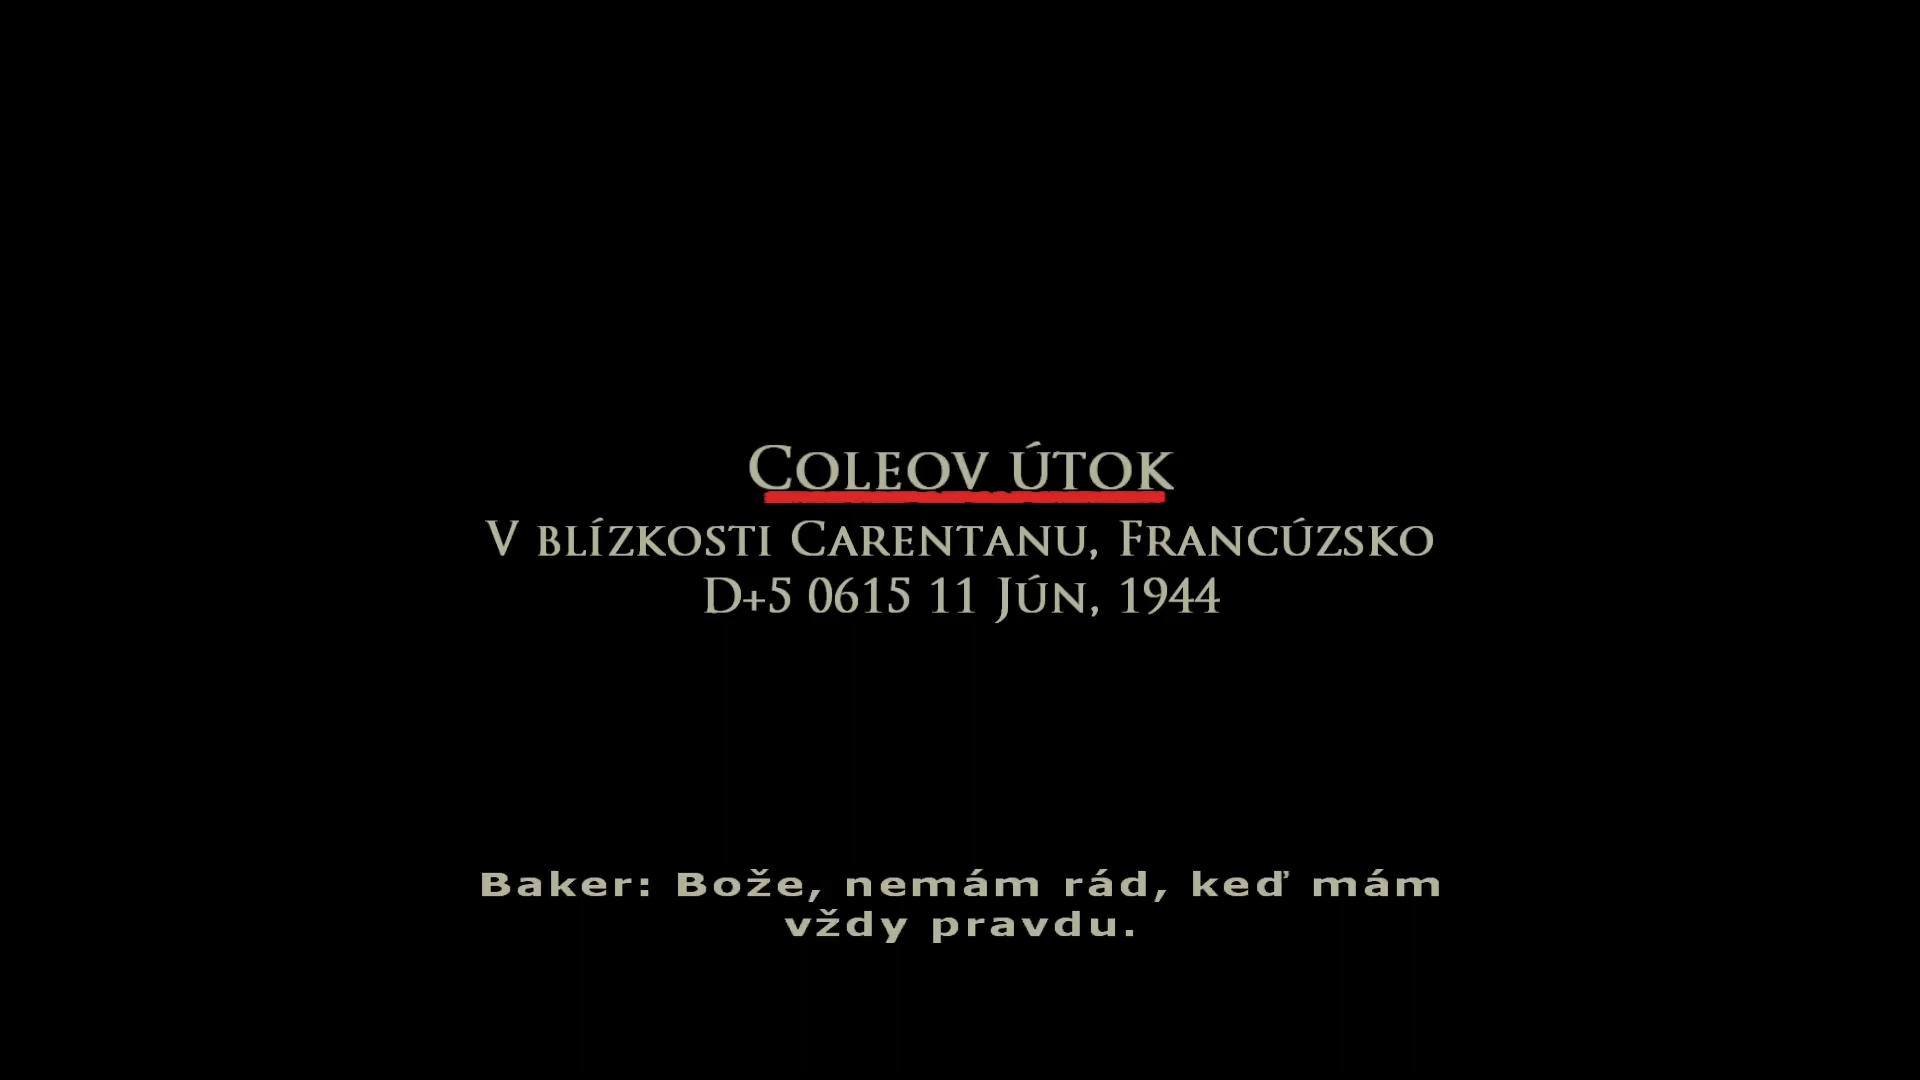 Coleov útok
V blízkosti Carentanu, Francúzsko
D+5 0615 11 Jún, 1944
Baker: Bože, nemám rád, keď mám
vždy pravdu.